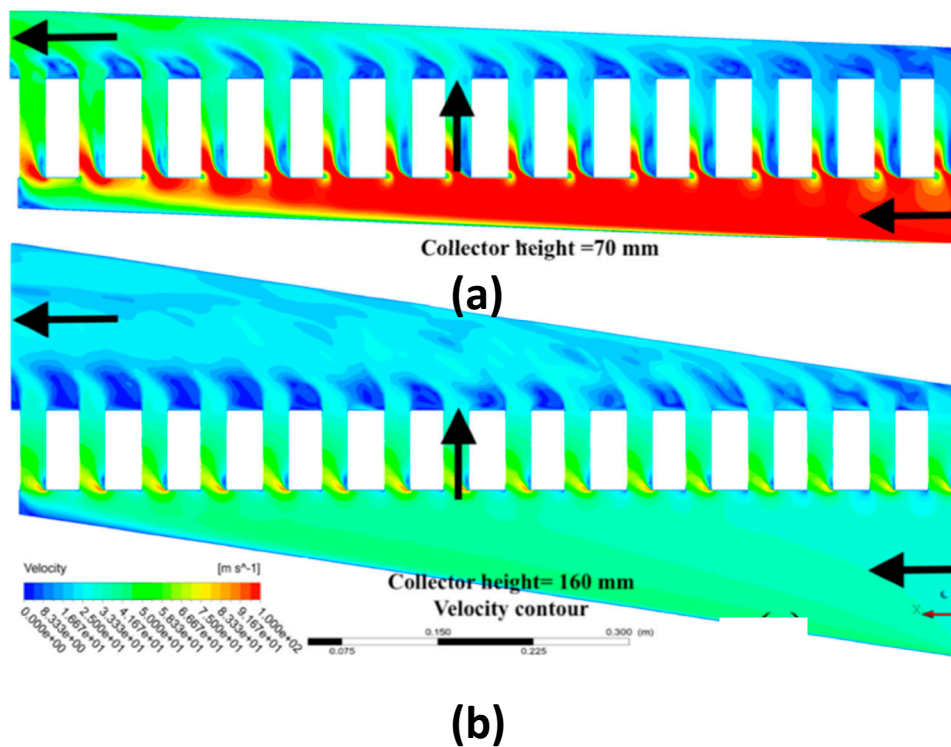 Collector height =70 mm
(a)
Velocity
[m s^-1]
0.000e+00
8.333e+00
1.667e+01
2.500e+01
3.333e+01
4.167e+01
5.000e+01
5.833e+01
6.667e+01
7.500e+01
8.333e+01
9.167e+01
1.000e+02
Collector height= 160 mm
Velocity contour
0.150 0.300 (m)
0.075 0.225
X
(b)